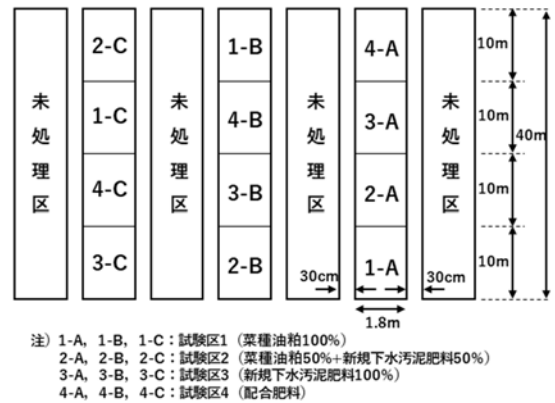 未処理区
2-C
1-C
4-C
3-C
未処理区
1-B
4-B
3-B
2-B
未処理区
30cm
4-A
3-A
2-A
1-A
1.8m
未処理区
30cm
10m
10m
10m
10m
40m
注）1-A，1-B，1-C：試験区1（菜種油粕100%）
2-A，2-B，2-C：試験区2（菜種油粕50%+新規下水汚泥肥料50%）
3-A，3-B，3-C：試験区3（新規下水汚泥肥料100%）
4-A，4-B，4-C：試験区4（配合肥料）